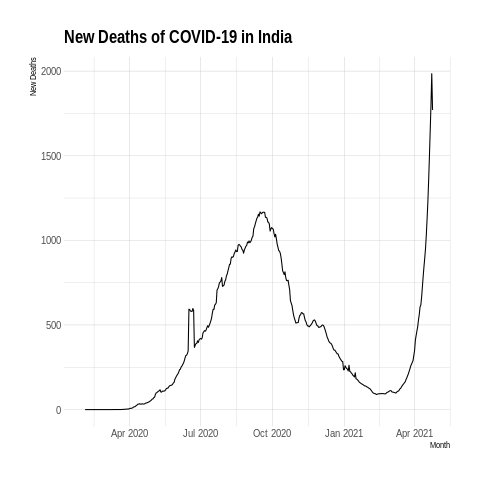 New Deaths of COVID-19 in India
New Deaths
2000
1500
1000
500
0
Apr 2020
Jul 2020
Oct 2020
Jan 2021
Apr 2021
Month